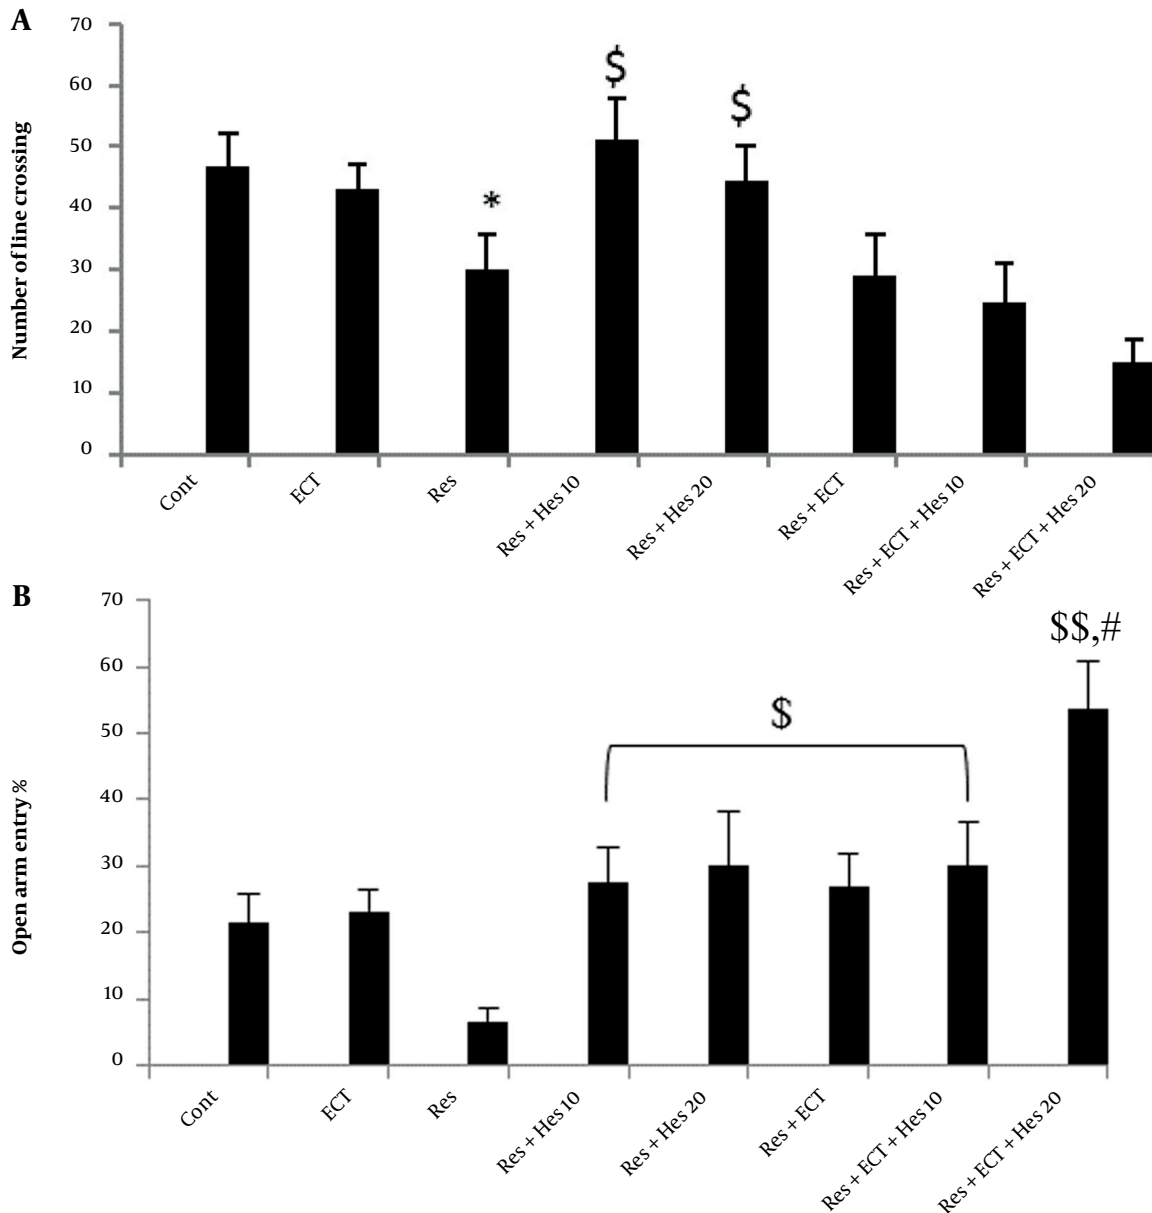 A
70
60
50
40
30
20
10
0
Number of line crossing
$
$
*
Cont
ECT
Res
Res + Hes 10
Res + Hes 20
Res + ECT
Res + ECT + Hes 10
Res + ECT + Hes 20
B
70
60
50
40
30
20
10
0
Open arm entry %
$$,#
$
Cont
ECT
Res
Res + Hes 10
Res + Hes 20
Res + ECT
Res + ECT + Hes 10
Res + ECT + Hes 20